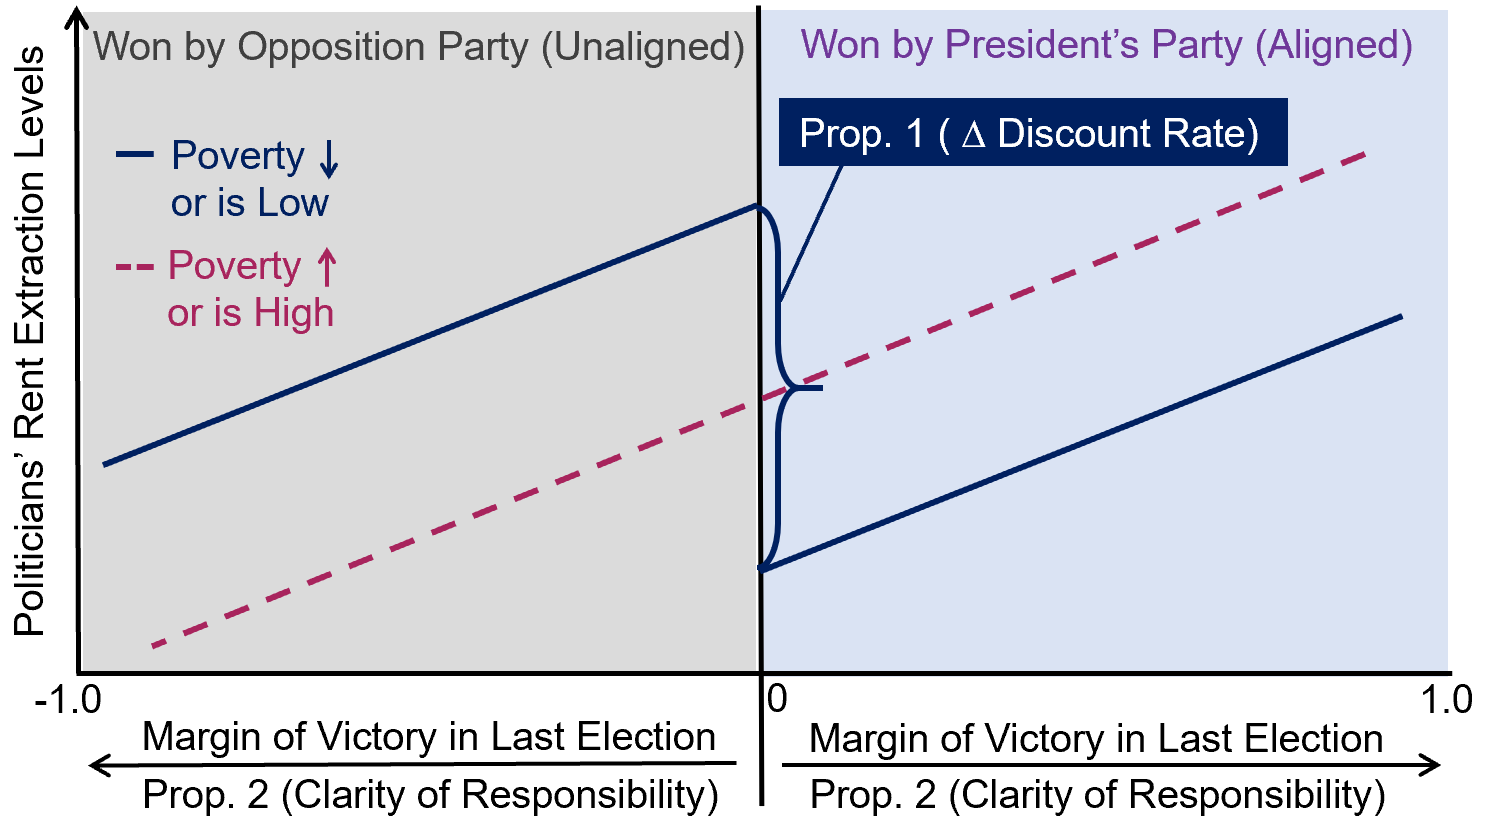 Politicians' Rent Extraction Levels
Won by Opposition Party (Unaligned)
Won by President's Party (Aligned)
Prop. 1 ( Δ Discount Rate)
Poverty ↓
or is Low
Poverty ↑
or is High
-1.0
0
1.0
Margin of Victory in Last Election
Prop. 2 (Clarity of Responsibility)
Margin of Victory in Last Election
Prop. 2 (Clarity of Responsibility)